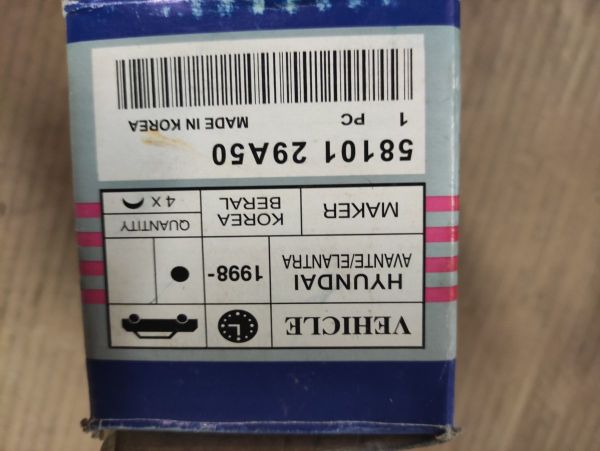 VEHICLE L
HYUNDAI
AVANTE/ELANTRA
1998-
MAKER
KOREA
BERAL
QUANTITY
4 X
58101 29A50
1 PC MADE IN KOREA